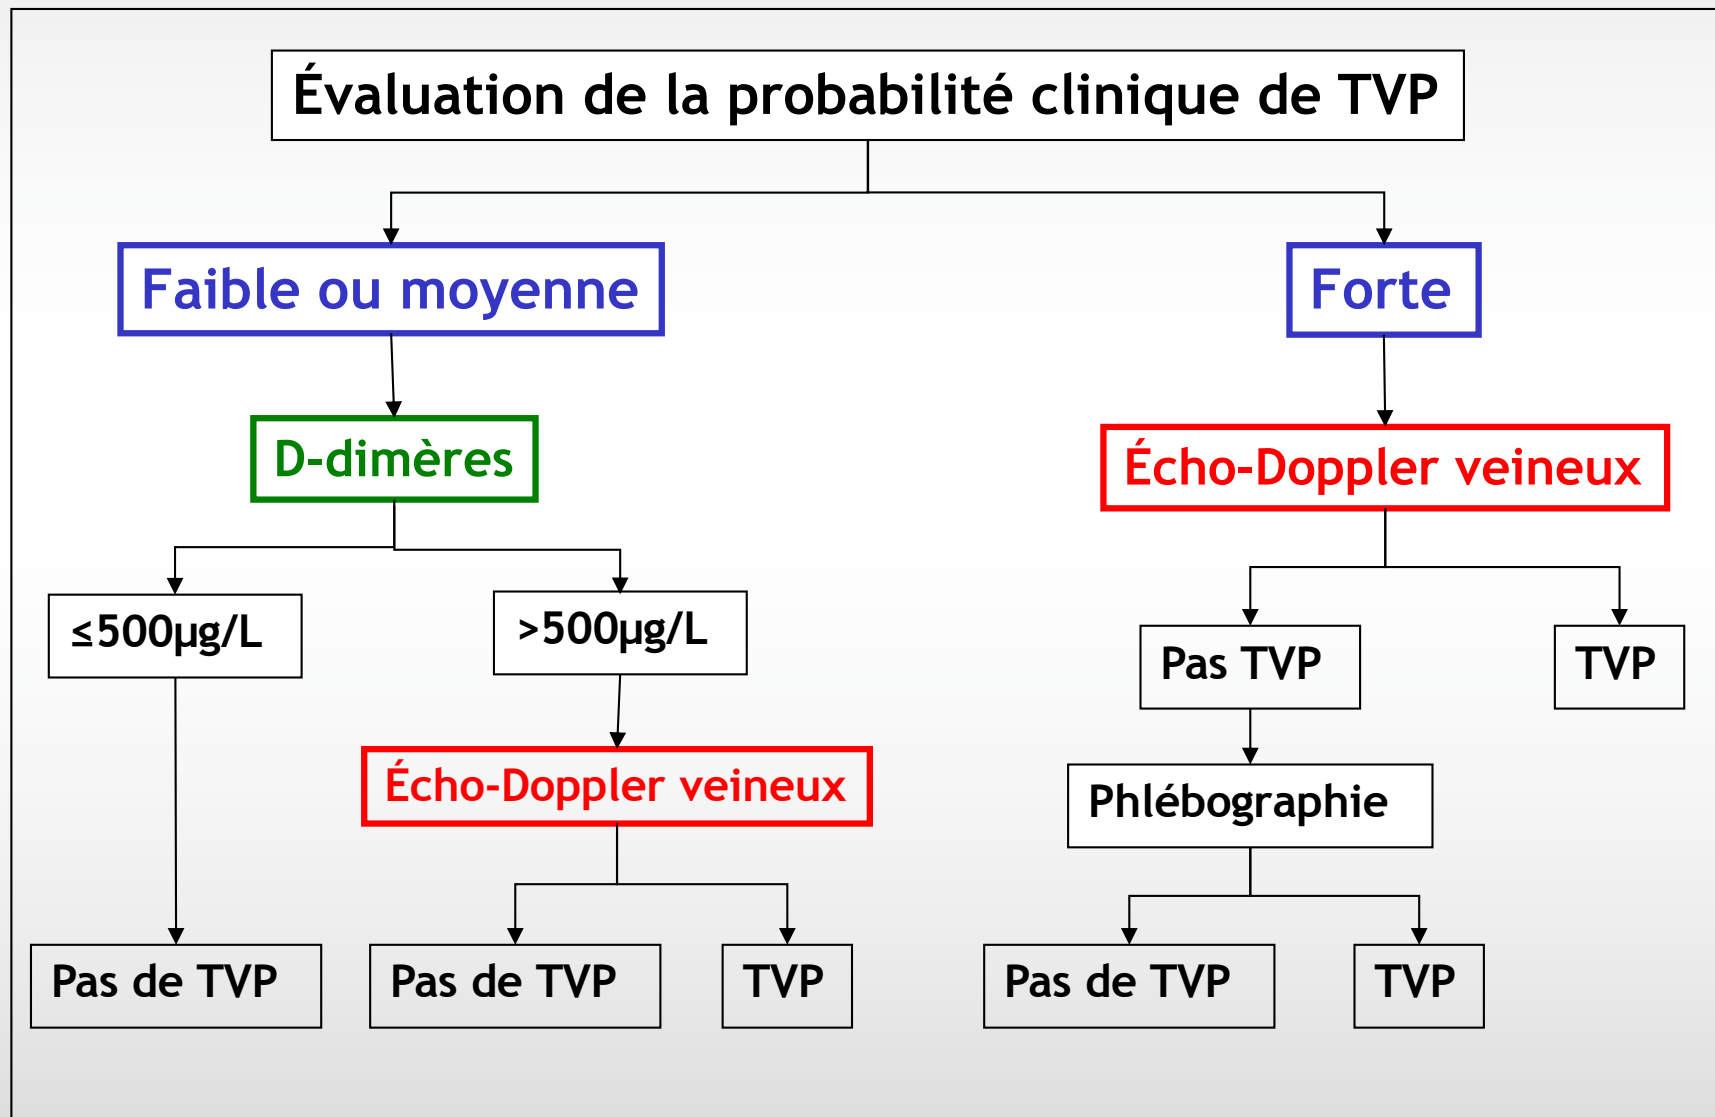 Évaluation de la probabilité clinique de TVP
Faible ou moyenne
Forte
D-dimères
Écho-Doppler veineux
≤500µg/L
>500µg/L
Pas TVP
TVP
Écho-Doppler veineux
Phlébographie
Pas de TVP
Pas de TVP
TVP
Pas de TVP
TVP